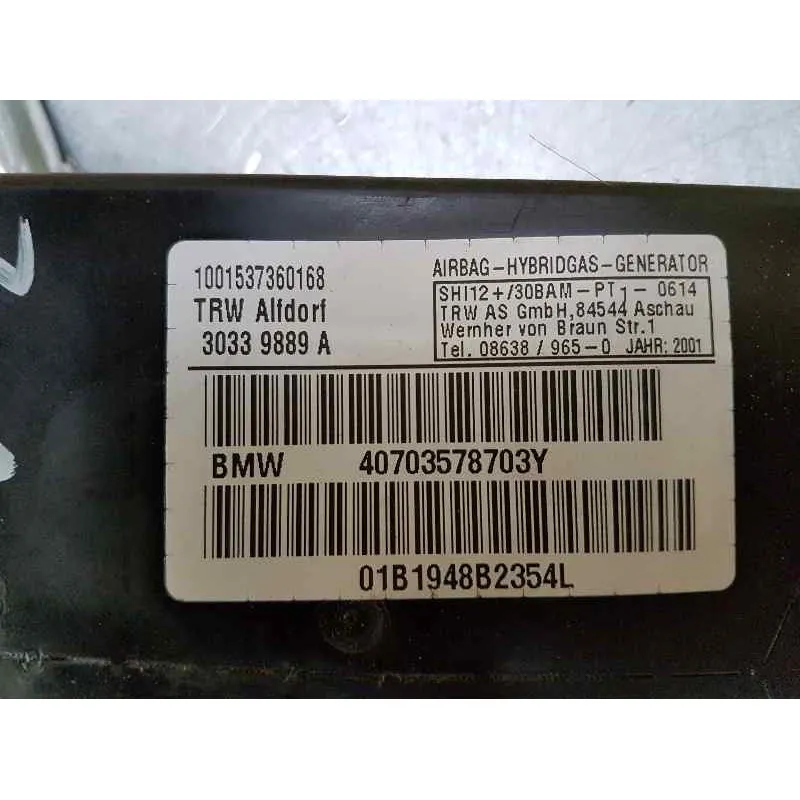 1001537360168
TRW Alfdorf
3033 9889 A
AIRBAG-HYBRIDGAS-GENERATOR
SHI12+/30BAM-PT1- 0614
TRW AS GmbH, 84544 Aschau
Wernher von Braun Str.1
Tel. 08638 / 965-0 JAHR: 2001
BMW 40703578703Y
01B1948B2354L